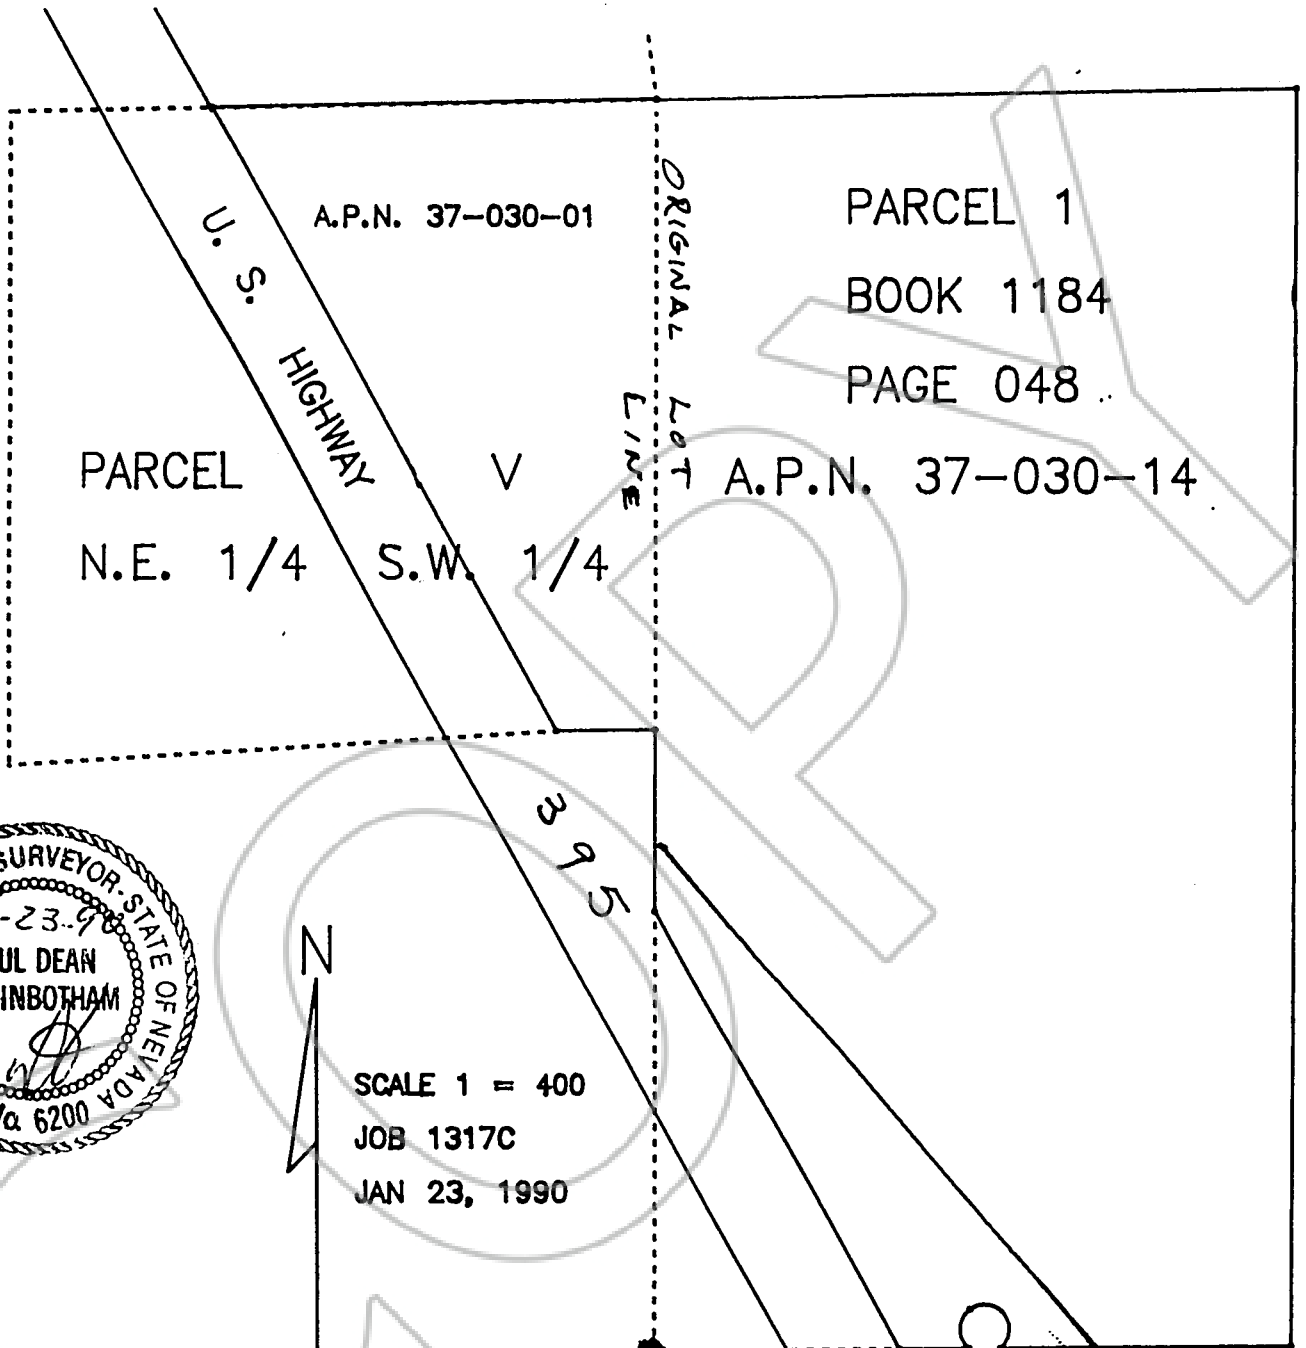 A.P.N. 37-030-01
U. S. HIGHWAY
395
ORIGINAL LOT
LINE
PARCEL 1
BOOK 1184
PAGE 048
A.P.N. 37-030-14
PARCEL V
N.E. 1/4 S.W. 1/4
SURVEYOR-STATE OF NEVADA
-23-90
UL DEAN
INBOTHAM
6200
N
SCALE 1 = 400
JOB 1317C
JAN 23, 1990
COPY